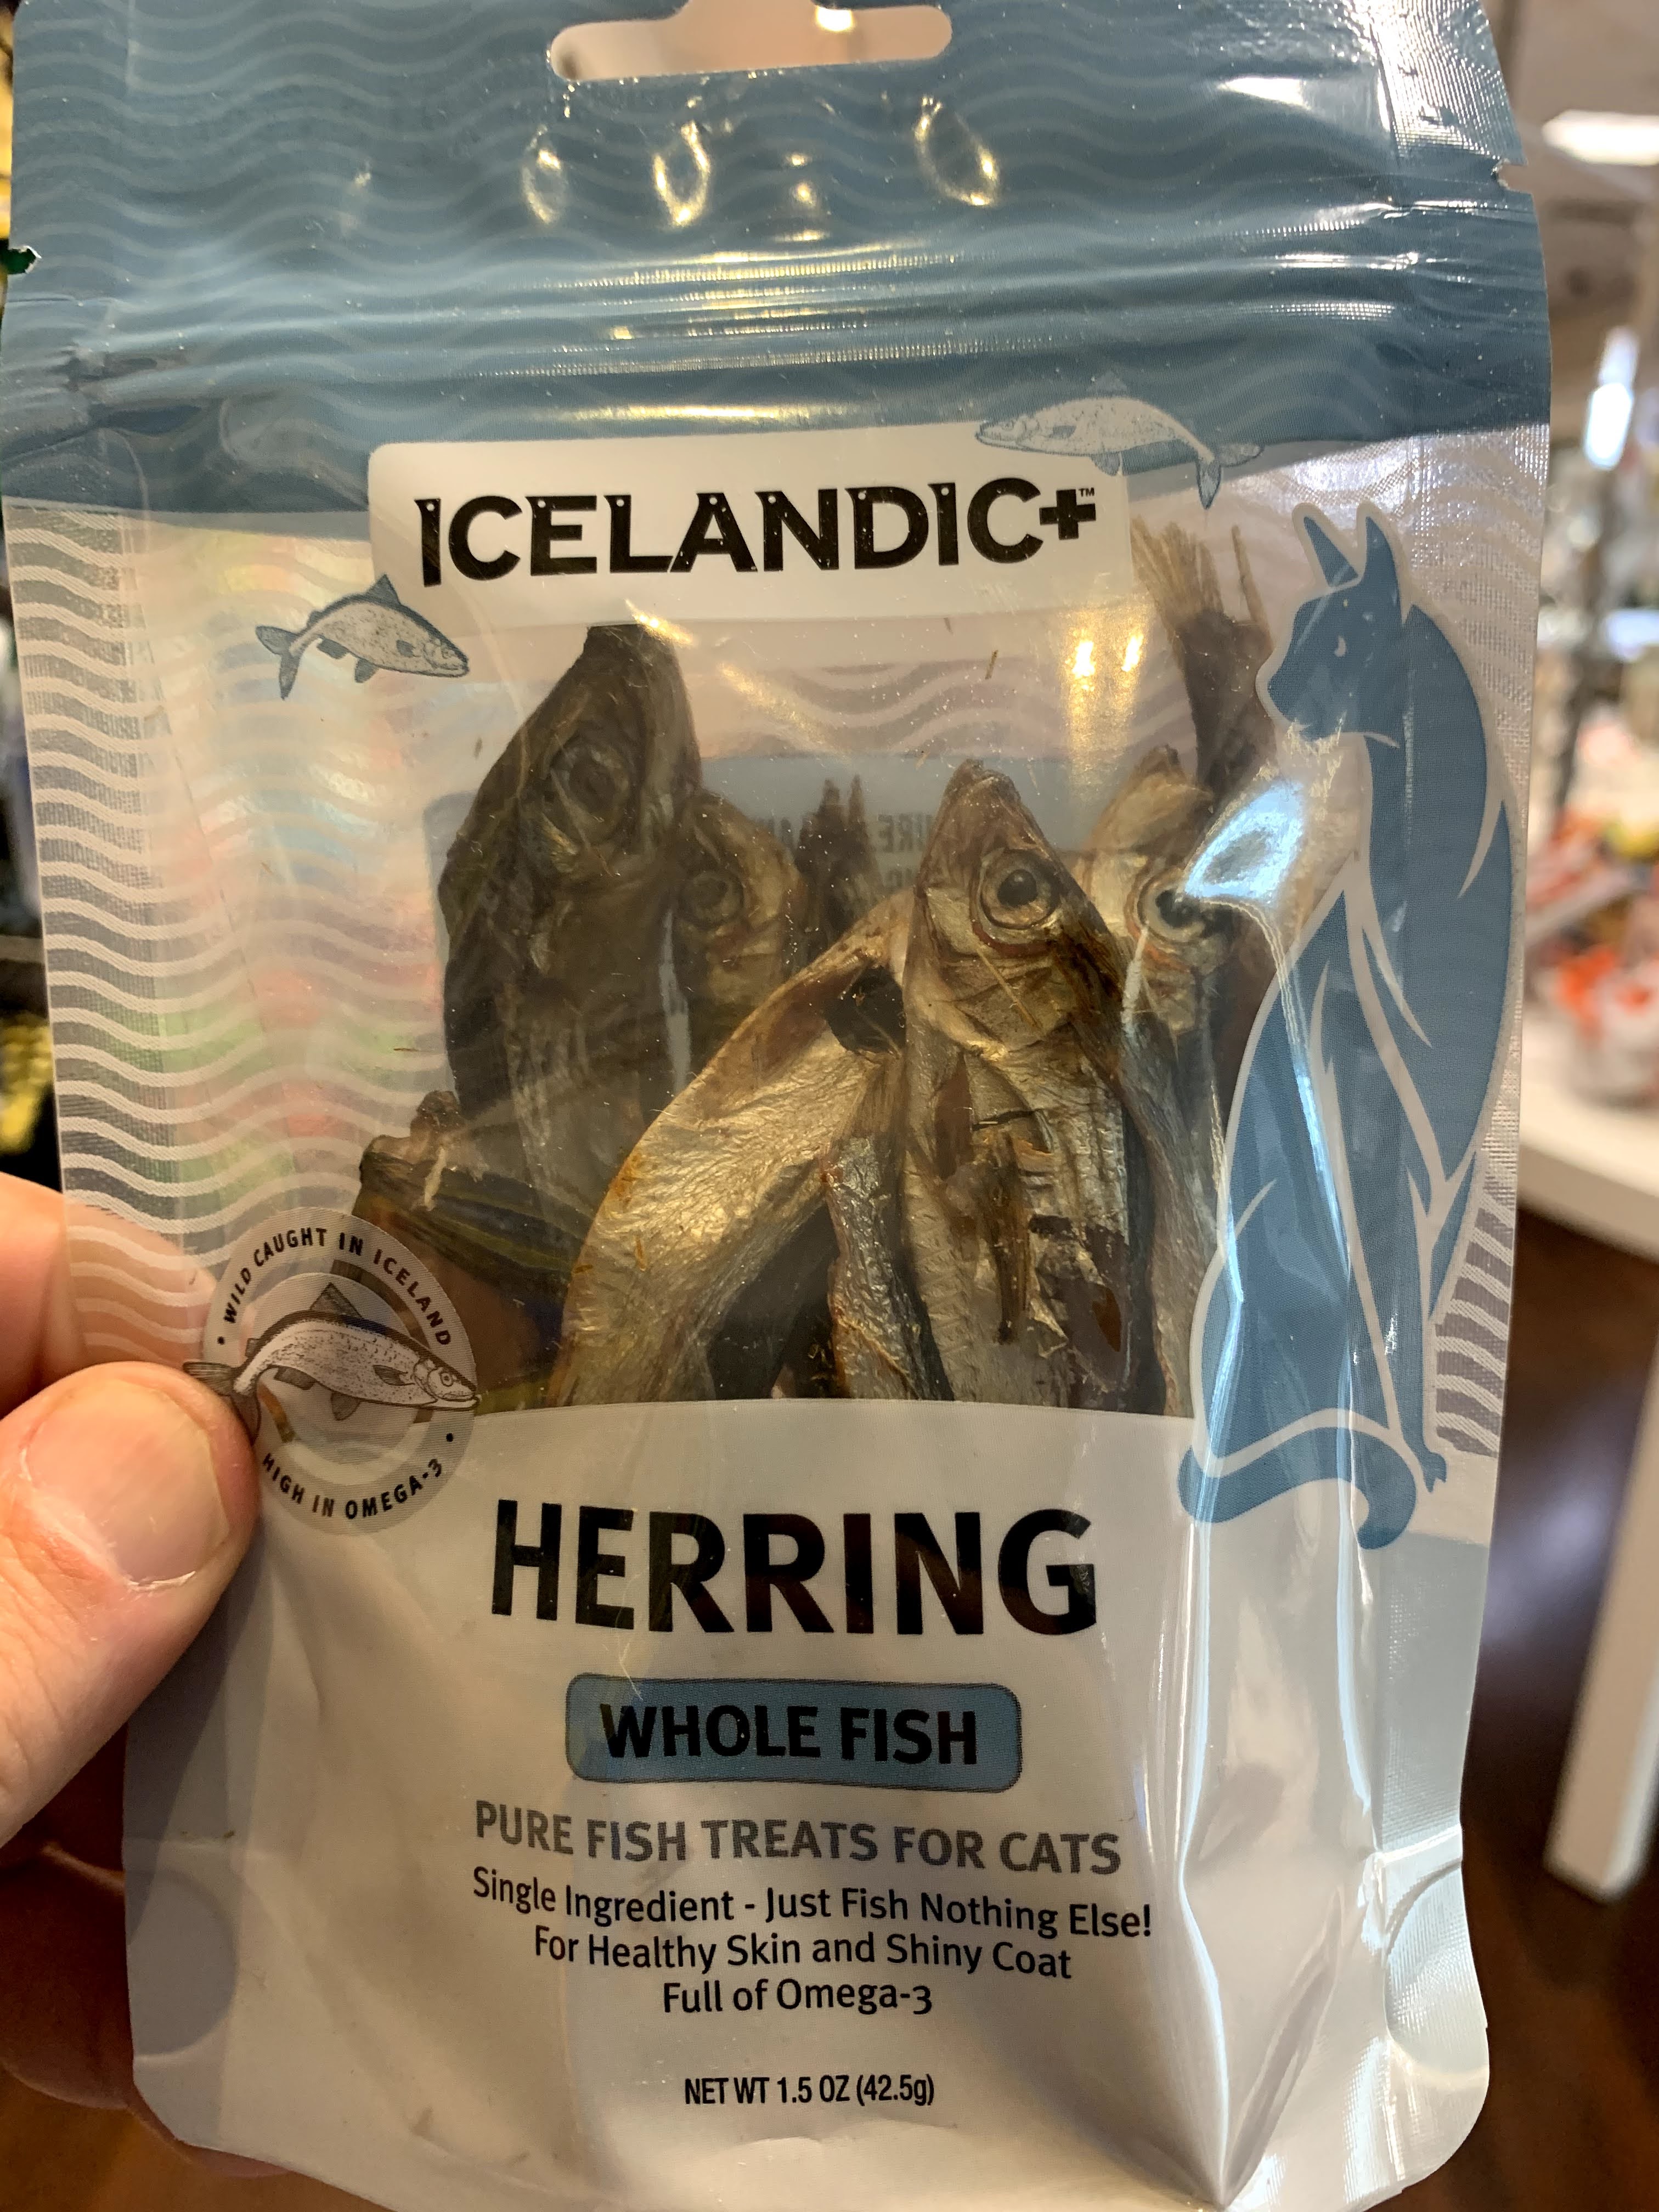 ICELANDIC+™
WILD CAUGHT IN ICELAND
HIGH IN OMEGA-3
HERRING
WHOLE FISH
PURE FISH TREATS FOR CATS
Single Ingredient - Just Fish Nothing Else!
For Healthy Skin and Shiny Coat
Full of Omega-3
NET WT 1.5 OZ (42.5g)